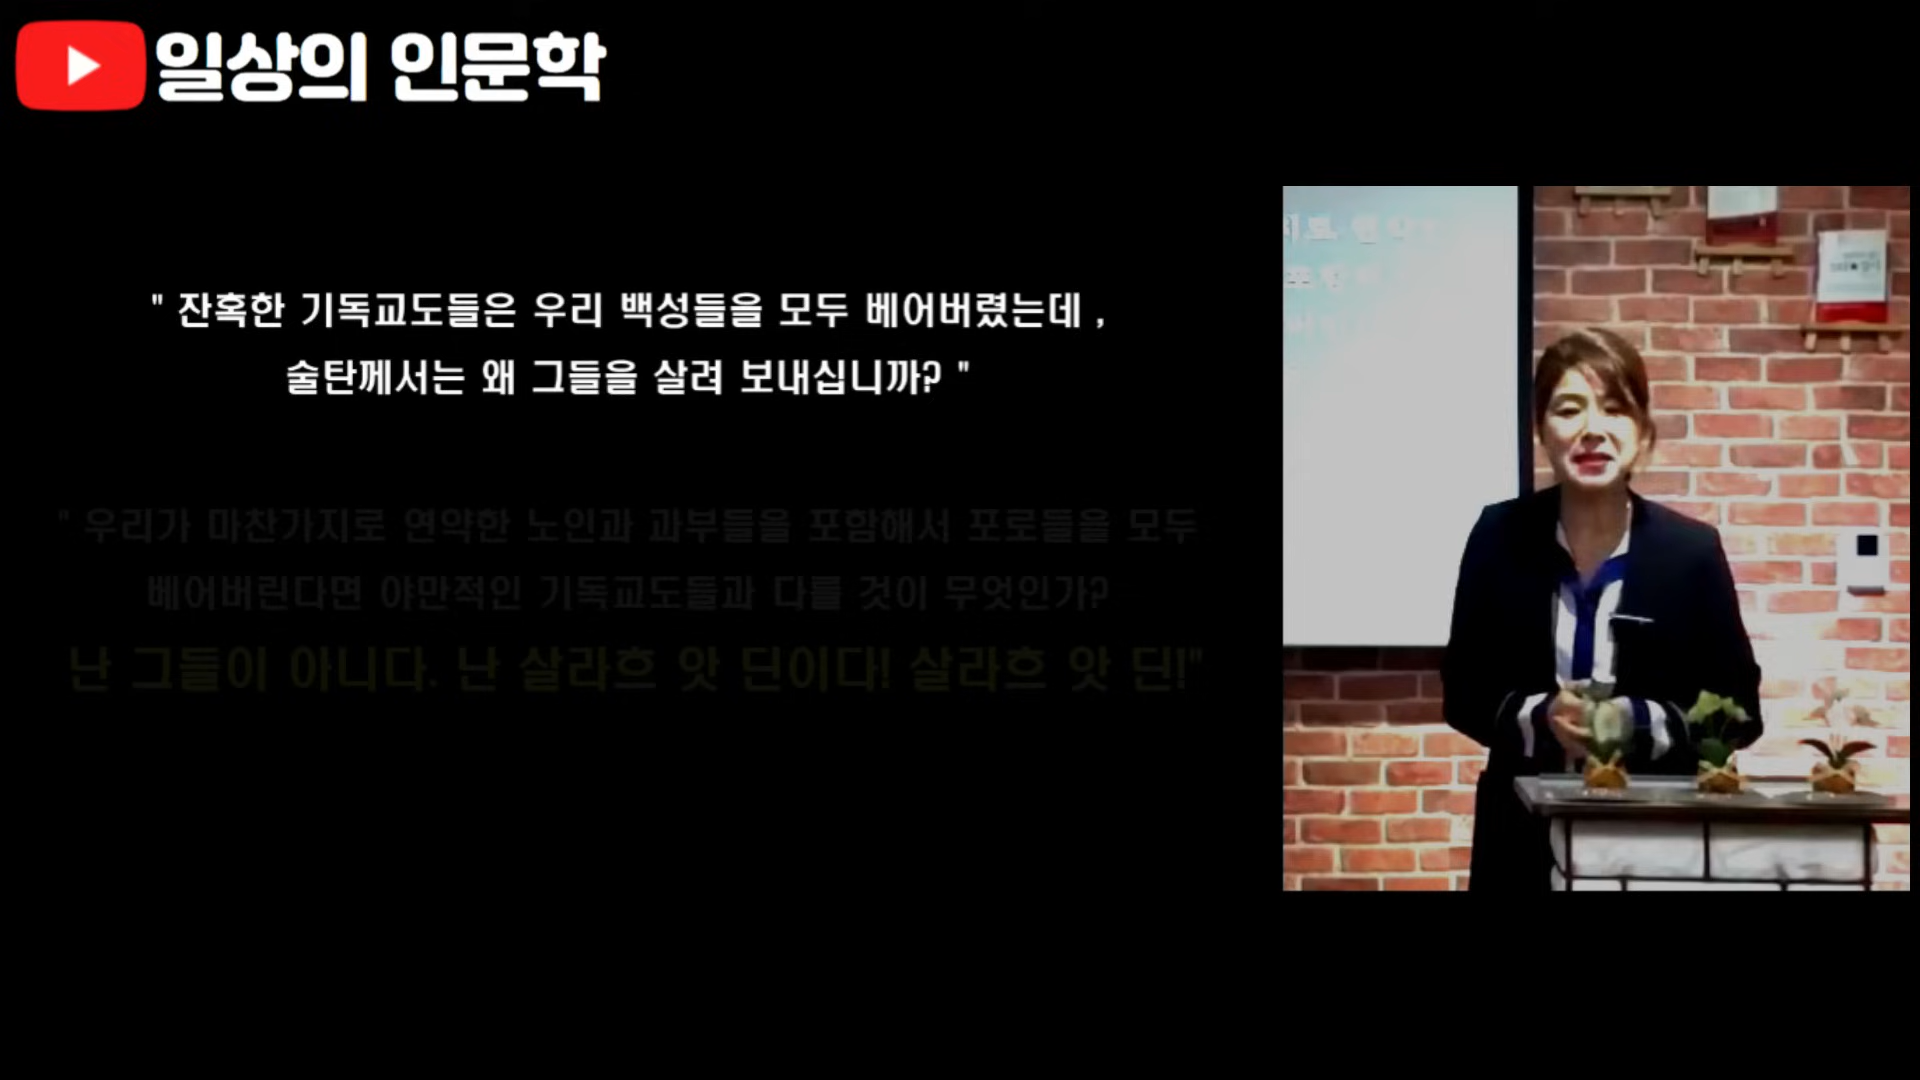 일상의 인문학
" 잔혹한 기독교도들은 우리 백성들을 모두 베어버렸는데 ,
술탄께서는 왜 그들을 살려 보내십니까? "
" 우리가 마찬가지로 연약한 노인과 과부들을 포함해서 포로들을 모두
베어버린다면 야만적인 기독교도들과 다를 것이 무엇인가?
난 그들이 아니다. 난 살라흐 앗 딘이다! 살라흐 앗 딘!"